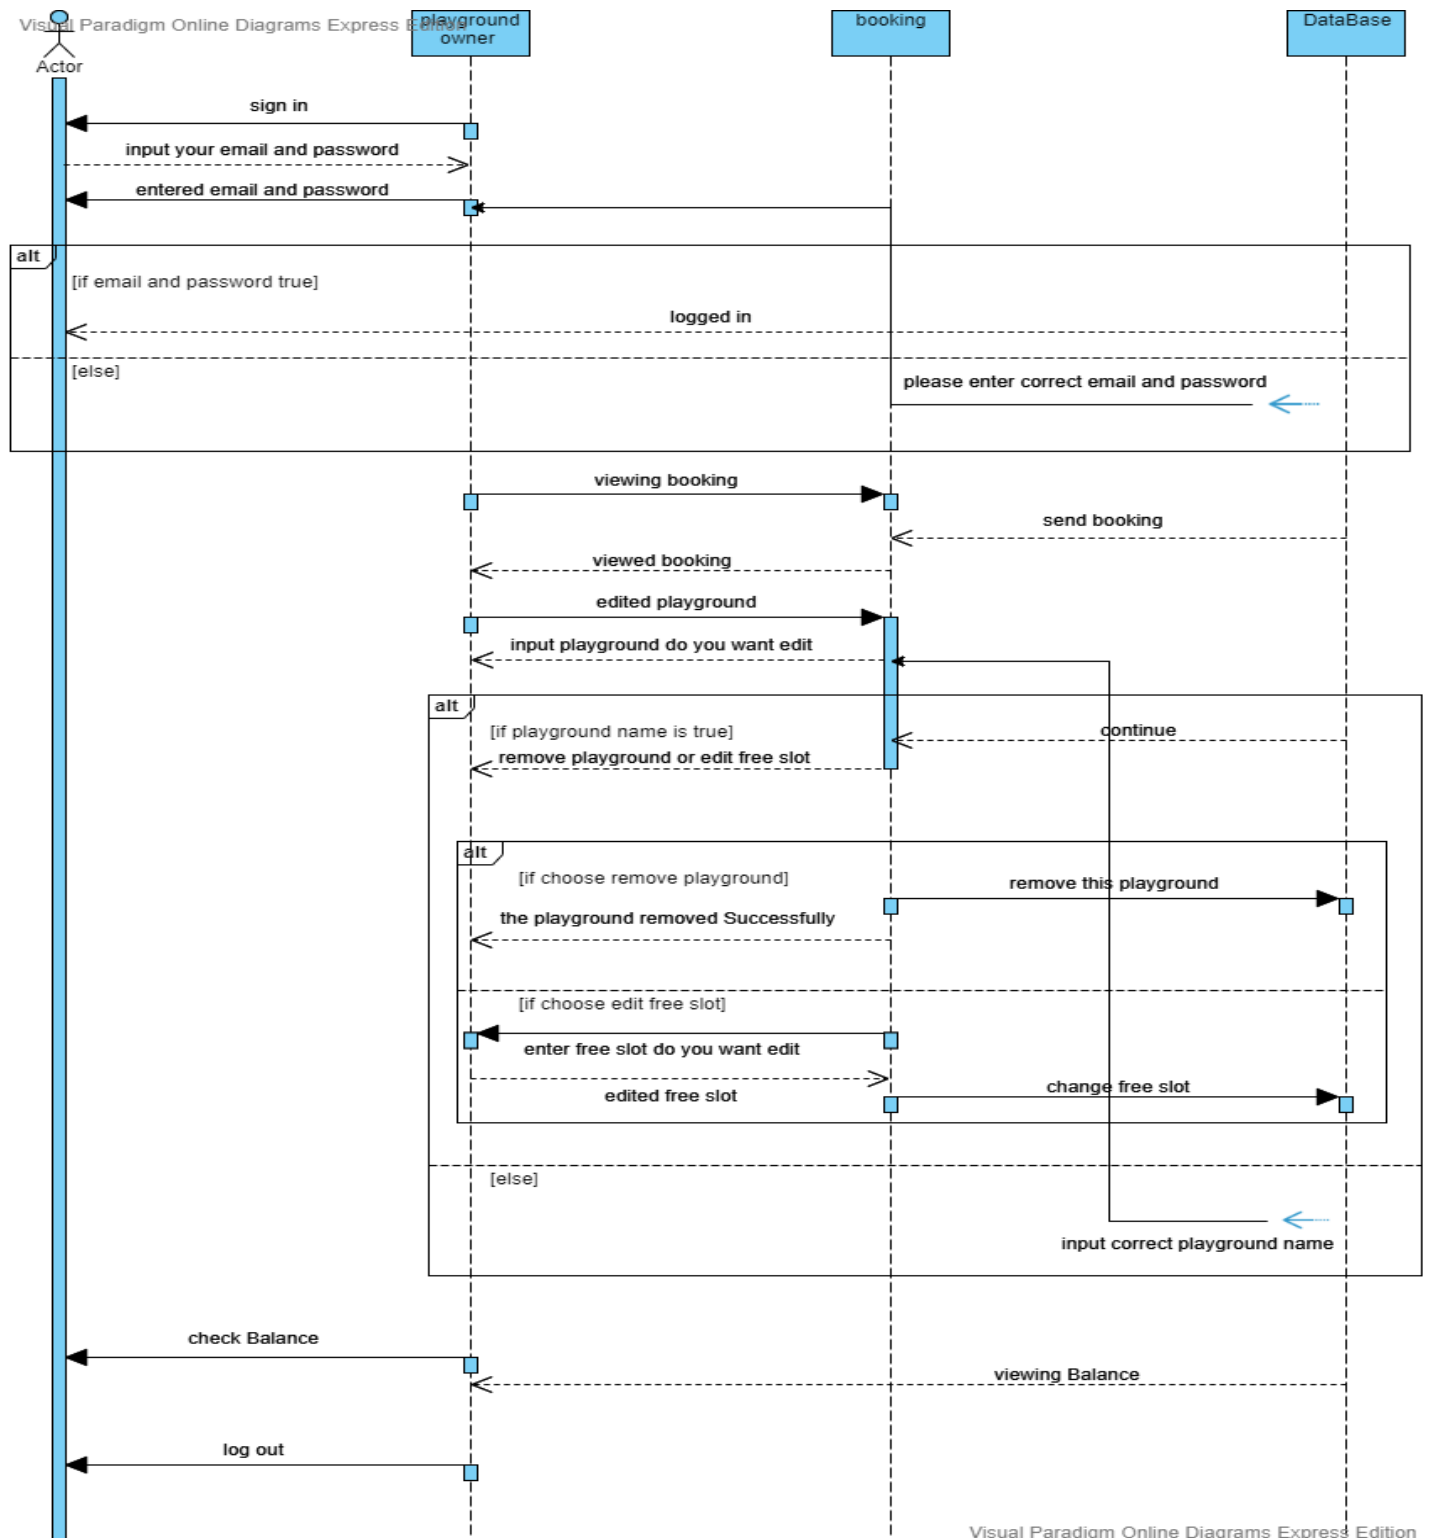 Visual Paradigm Online Diagrams Express Edition
playground
owner
booking
DataBase
Actor
sign in
input your email and password
entered email and password
alt
[if email and password true]
logged in
[else]
please enter correct email and password
viewing booking
send booking
viewed booking
edited playground
input playground do you want edit
alt
[if playground name is true]
continue
remove playground or edit free slot
alt
[if choose remove playground]
remove this playground
the playground removed Successfully
[if choose edit free slot]
enter free slot do you want edit
change free slot
edited free slot
[else]
input correct playground name
check Balance
viewing Balance
log out
Visual Paradigm Online Diagrams Express Edition